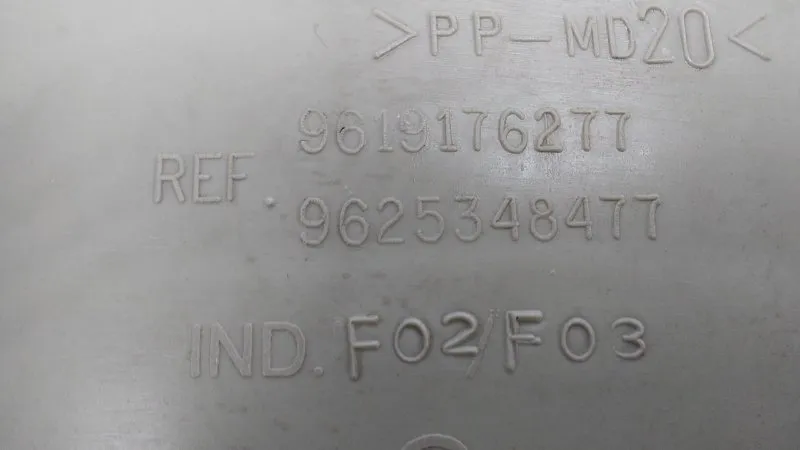 >PP-MD20<
9619176277
REF.
9625348477
IND. F02/F03